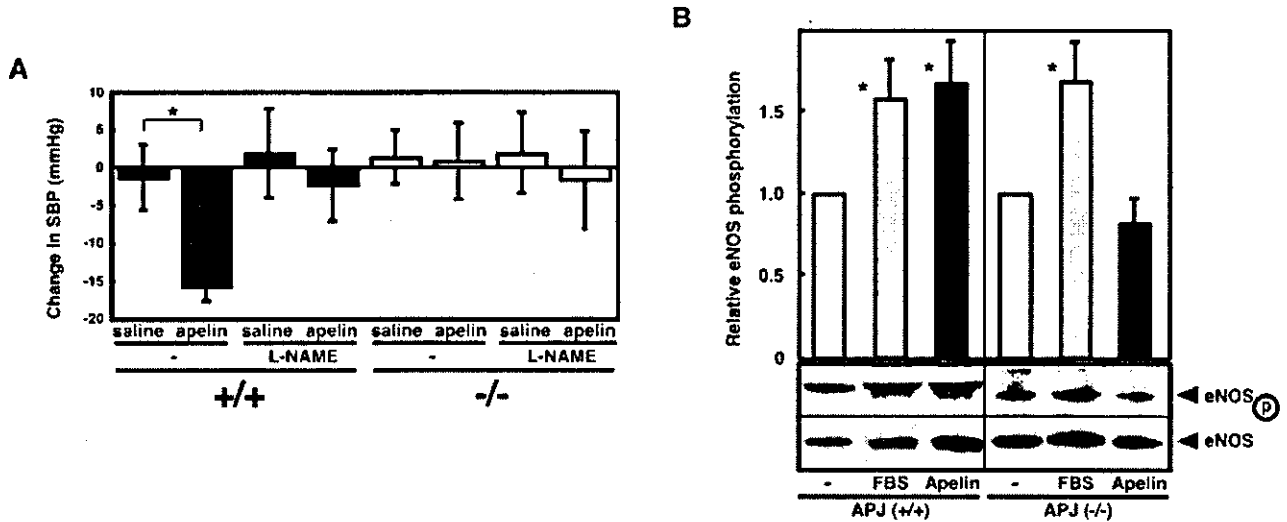 A
Change in SBP (mmHg)
10
5
0
-5
-10
-15
-20
*
saline apelin saline apelin saline apelin saline apelin
- L-NAME - L-NAME
+/+ -/-
B
Relative eNOS phosphorylation
1.5
1.0
0.5
0
* * *
eNOS P
eNOS
- FBS Apelin - FBS Apelin
APJ (+/+) APJ (-/-)